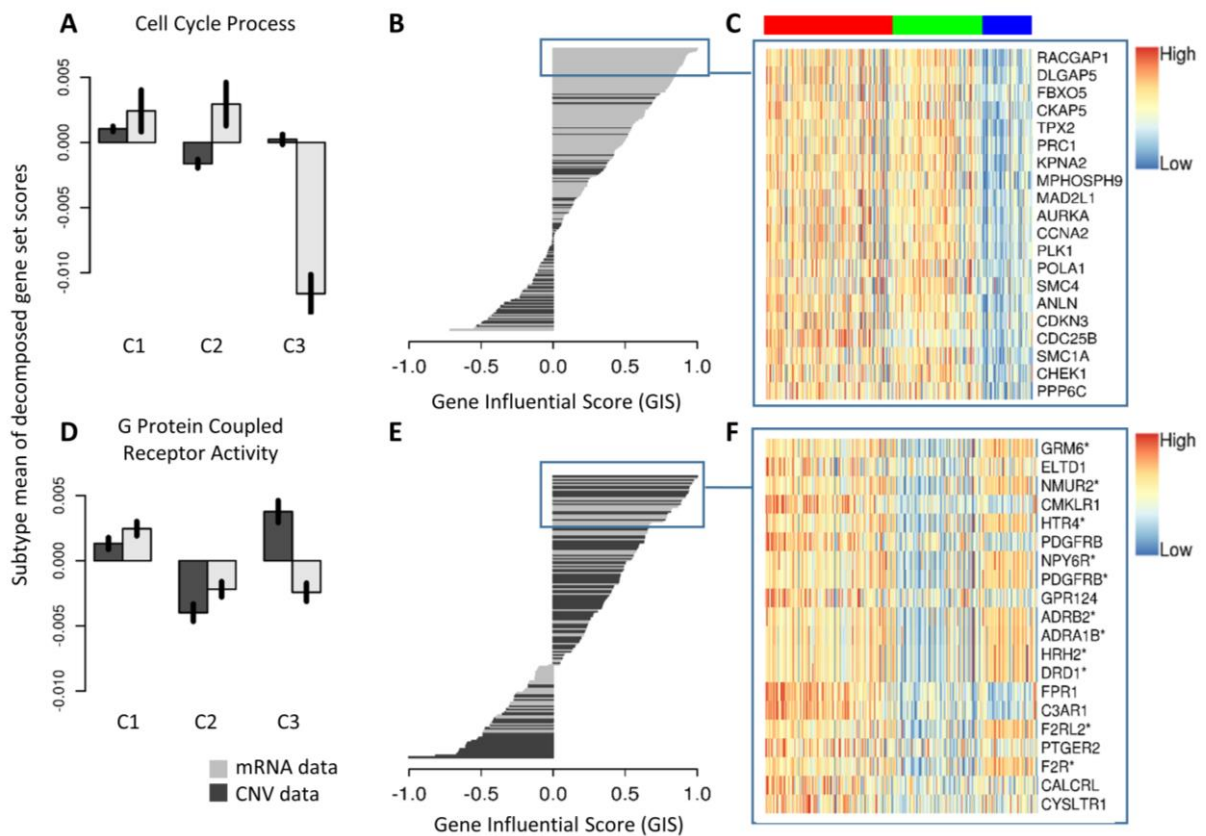 A
Cell Cycle Process
Subtype mean of decomposed gene set scores
0.005
0.000
-0.005
-0.010
C1
C2
C3
B
-1.0
-0.5
0.0
0.5
1.0
Gene Influential Score (GIS)
C
RACGAP1
DLGAP5
FBXO5
CKAP5
TPX2
PRC1
KPNA2
MPHOSPH9
MAD2L1
AURKA
CCNA2
PLK1
POLA1
SMC4
ANLN
CDKN3
CDC25B
SMC1A
CHEK1
PPP6C
High
Low
D
G Protein Coupled
Receptor Activity
0.005
0.000
-0.005
-0.010
C1
C2
C3
mRNA data
CNV data
E
-1.0
-0.5
0.0
0.5
1.0
Gene Influential Score (GIS)
F
GRM6*
ELTD1
NMUR2*
CMKLR1
HTR4*
PDGFRB
NPY6R*
PDGFRB*
GPR124
ADRB2*
ADRA1B*
HRH2*
DRD1*
FPR1
C3AR1
F2RL2*
PTGER2
F2R*
CALCRL
CYSLTR1
High
Low